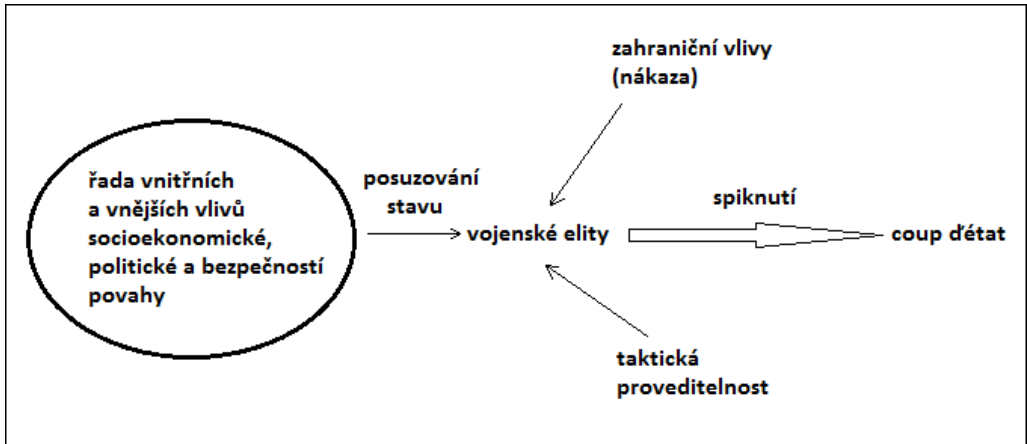 zahraniční vlivy
(nákaza)
řada vnitřních
a vnějších vlivů
socioekonomické,
politické a bezpečností
povahy
posuzování
stavu
vojenské elity
spiknutí
coup ďétat
taktická
proveditelnost